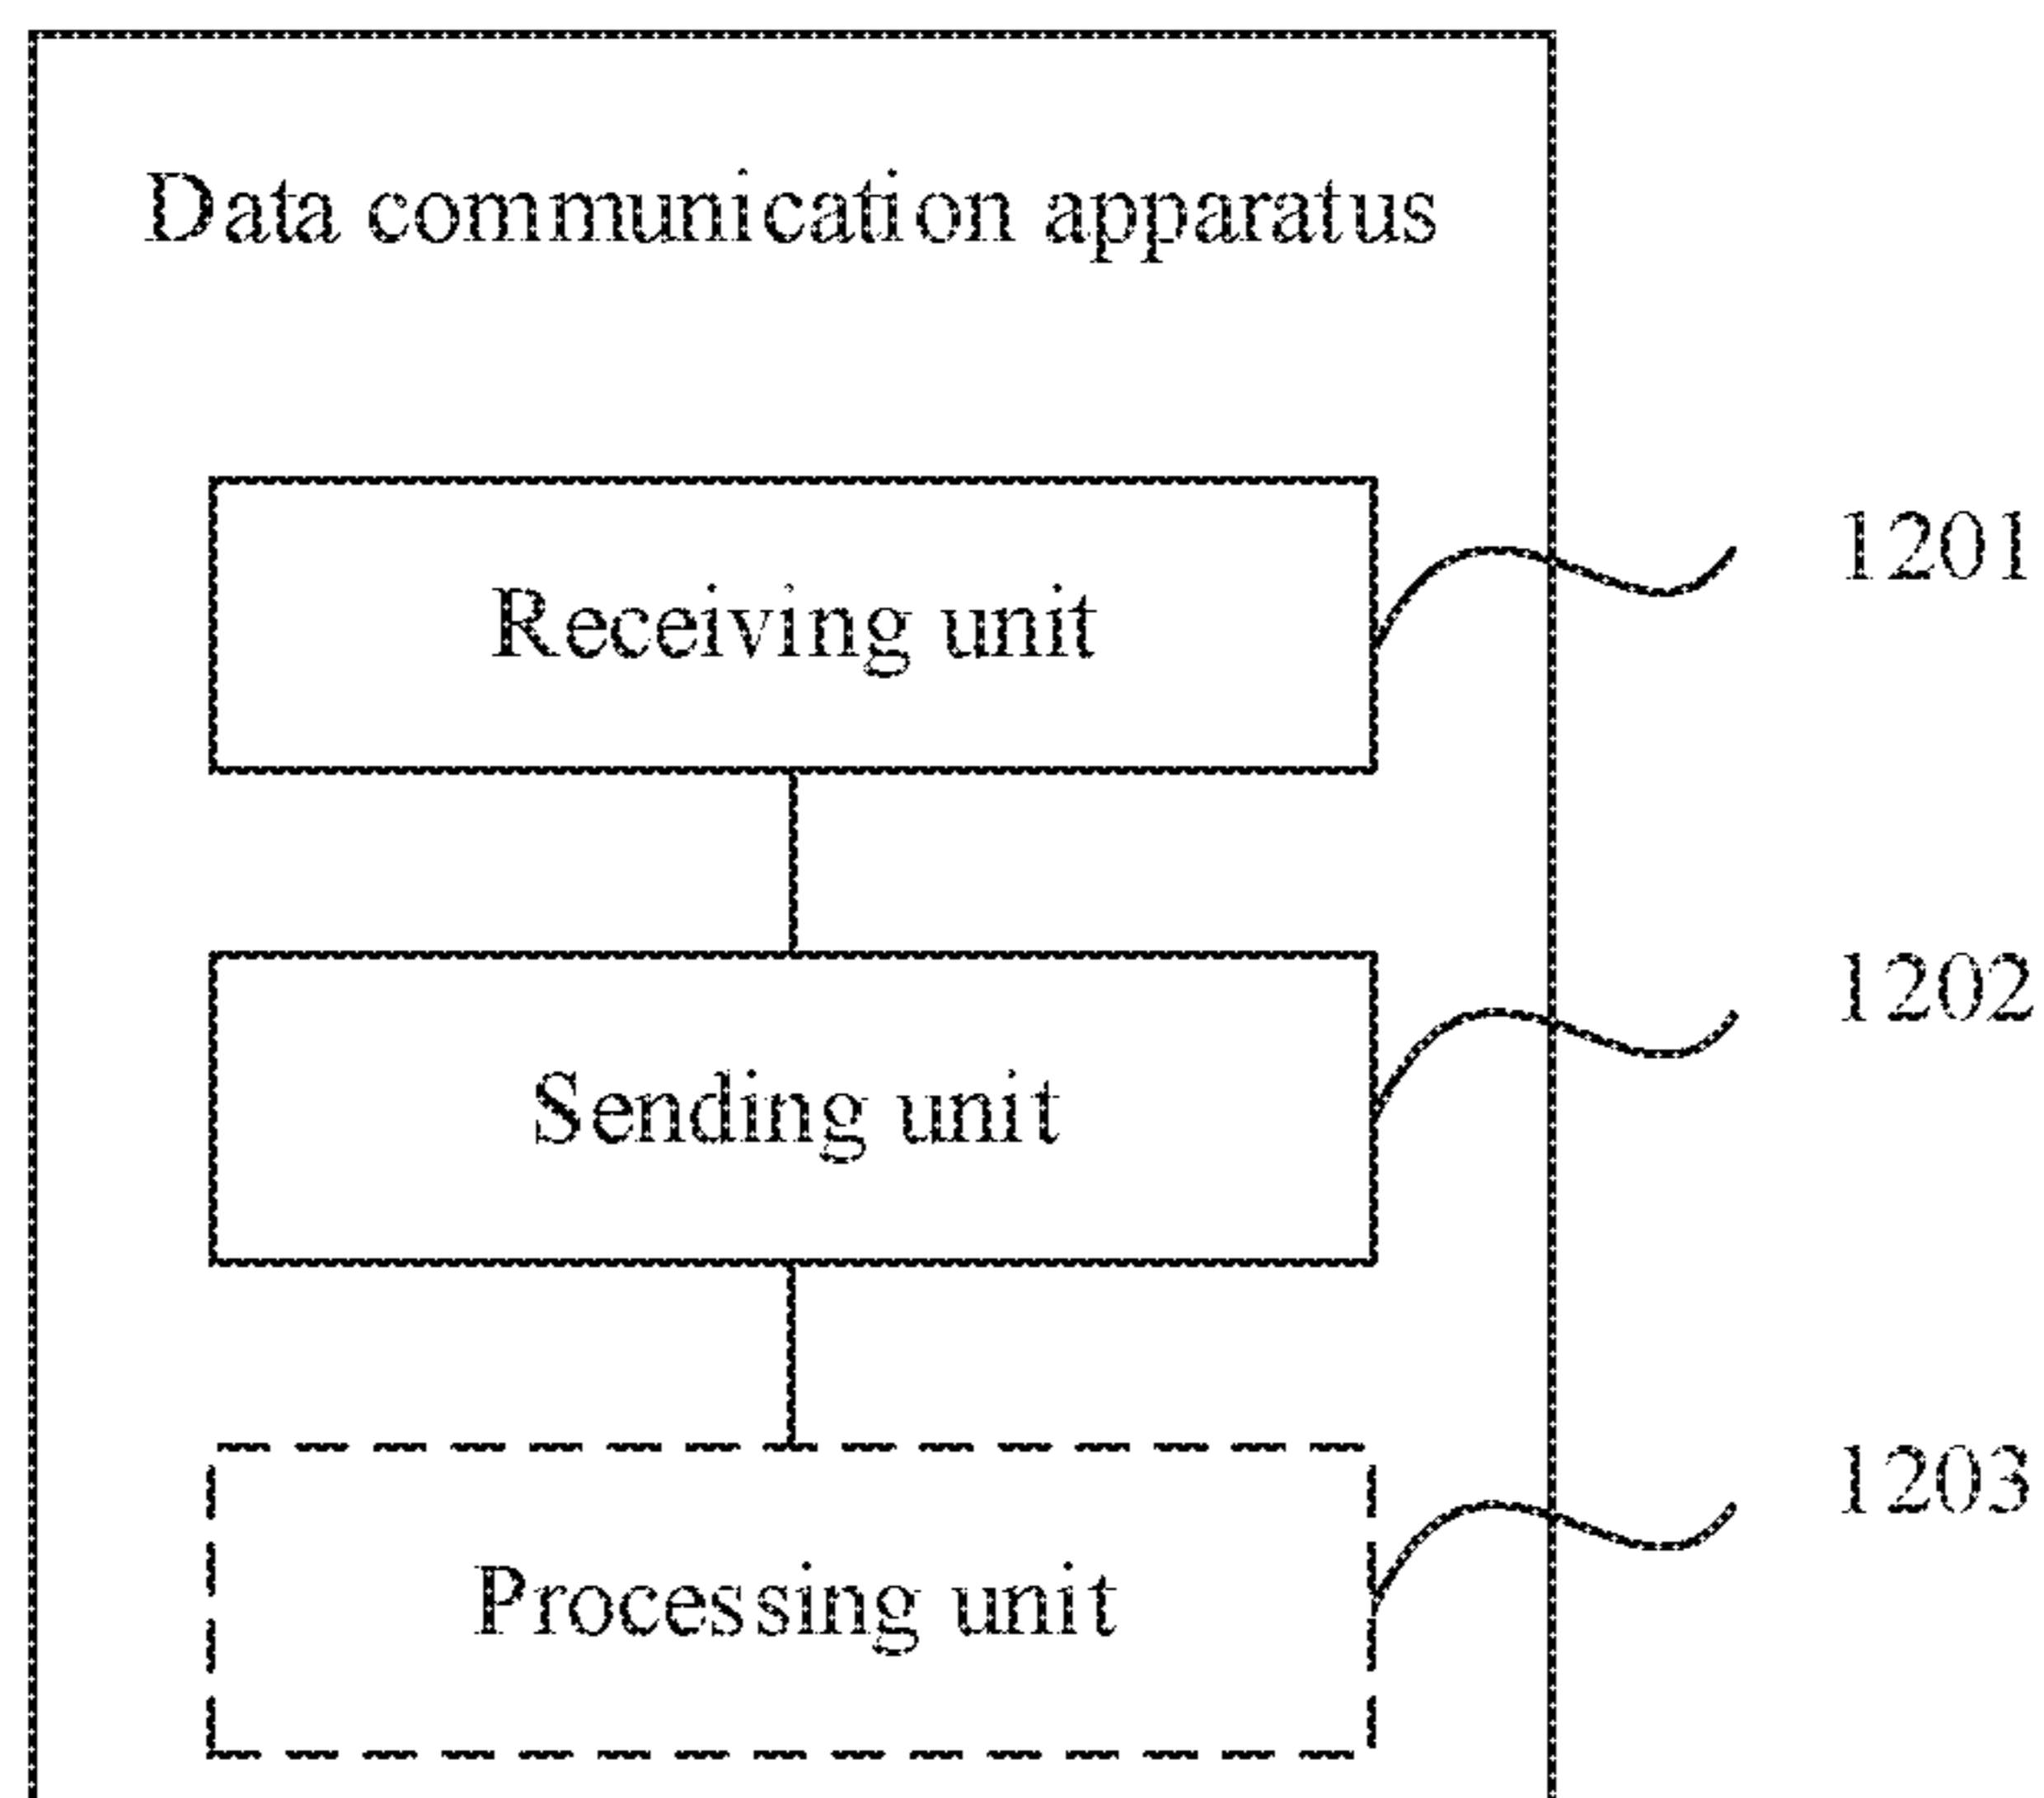 Data communication apparatus
Receiving unit
1201
Sending unit
1202
Processing unit
1203